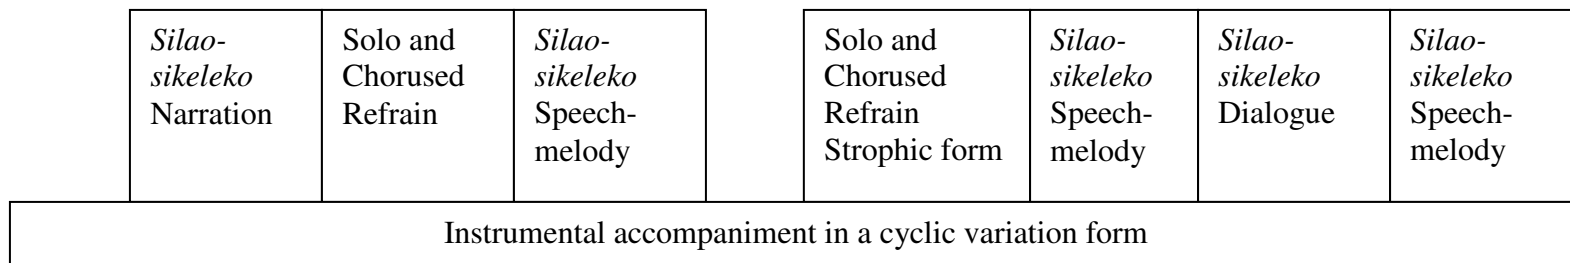 Silao-
sikeleko
Narration
Solo and
Chorused
Refrain
Silao-
sikeleko
Speech-
melody
Solo and
Chorused
Refrain
Strophic form
Silao-
sikeleko
Speech-
melody
Silao-
sikeleko
Dialogue
Silao-
sikeleko
Speech-
melody
Instrumental accompaniment in a cyclic variation form